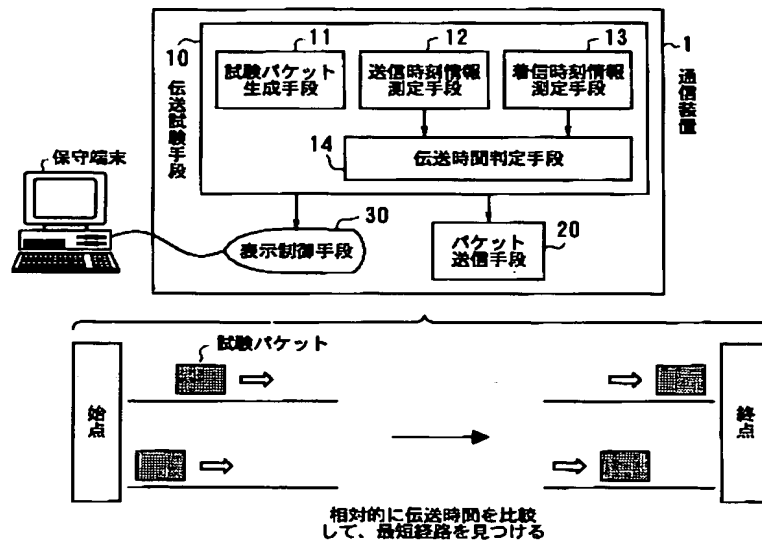 10
伝送試験手段
11
試験パケット
生成手段
12
送信時刻情報
測定手段
13
着信時刻情報
測定手段
1
通信装置
14
伝送時間判定手段
保守端末
30
表示制御手段
20
パケット
送信手段
試験パケット
始点
終点
相対的に伝送時間を比較
して、最短経路を見つける